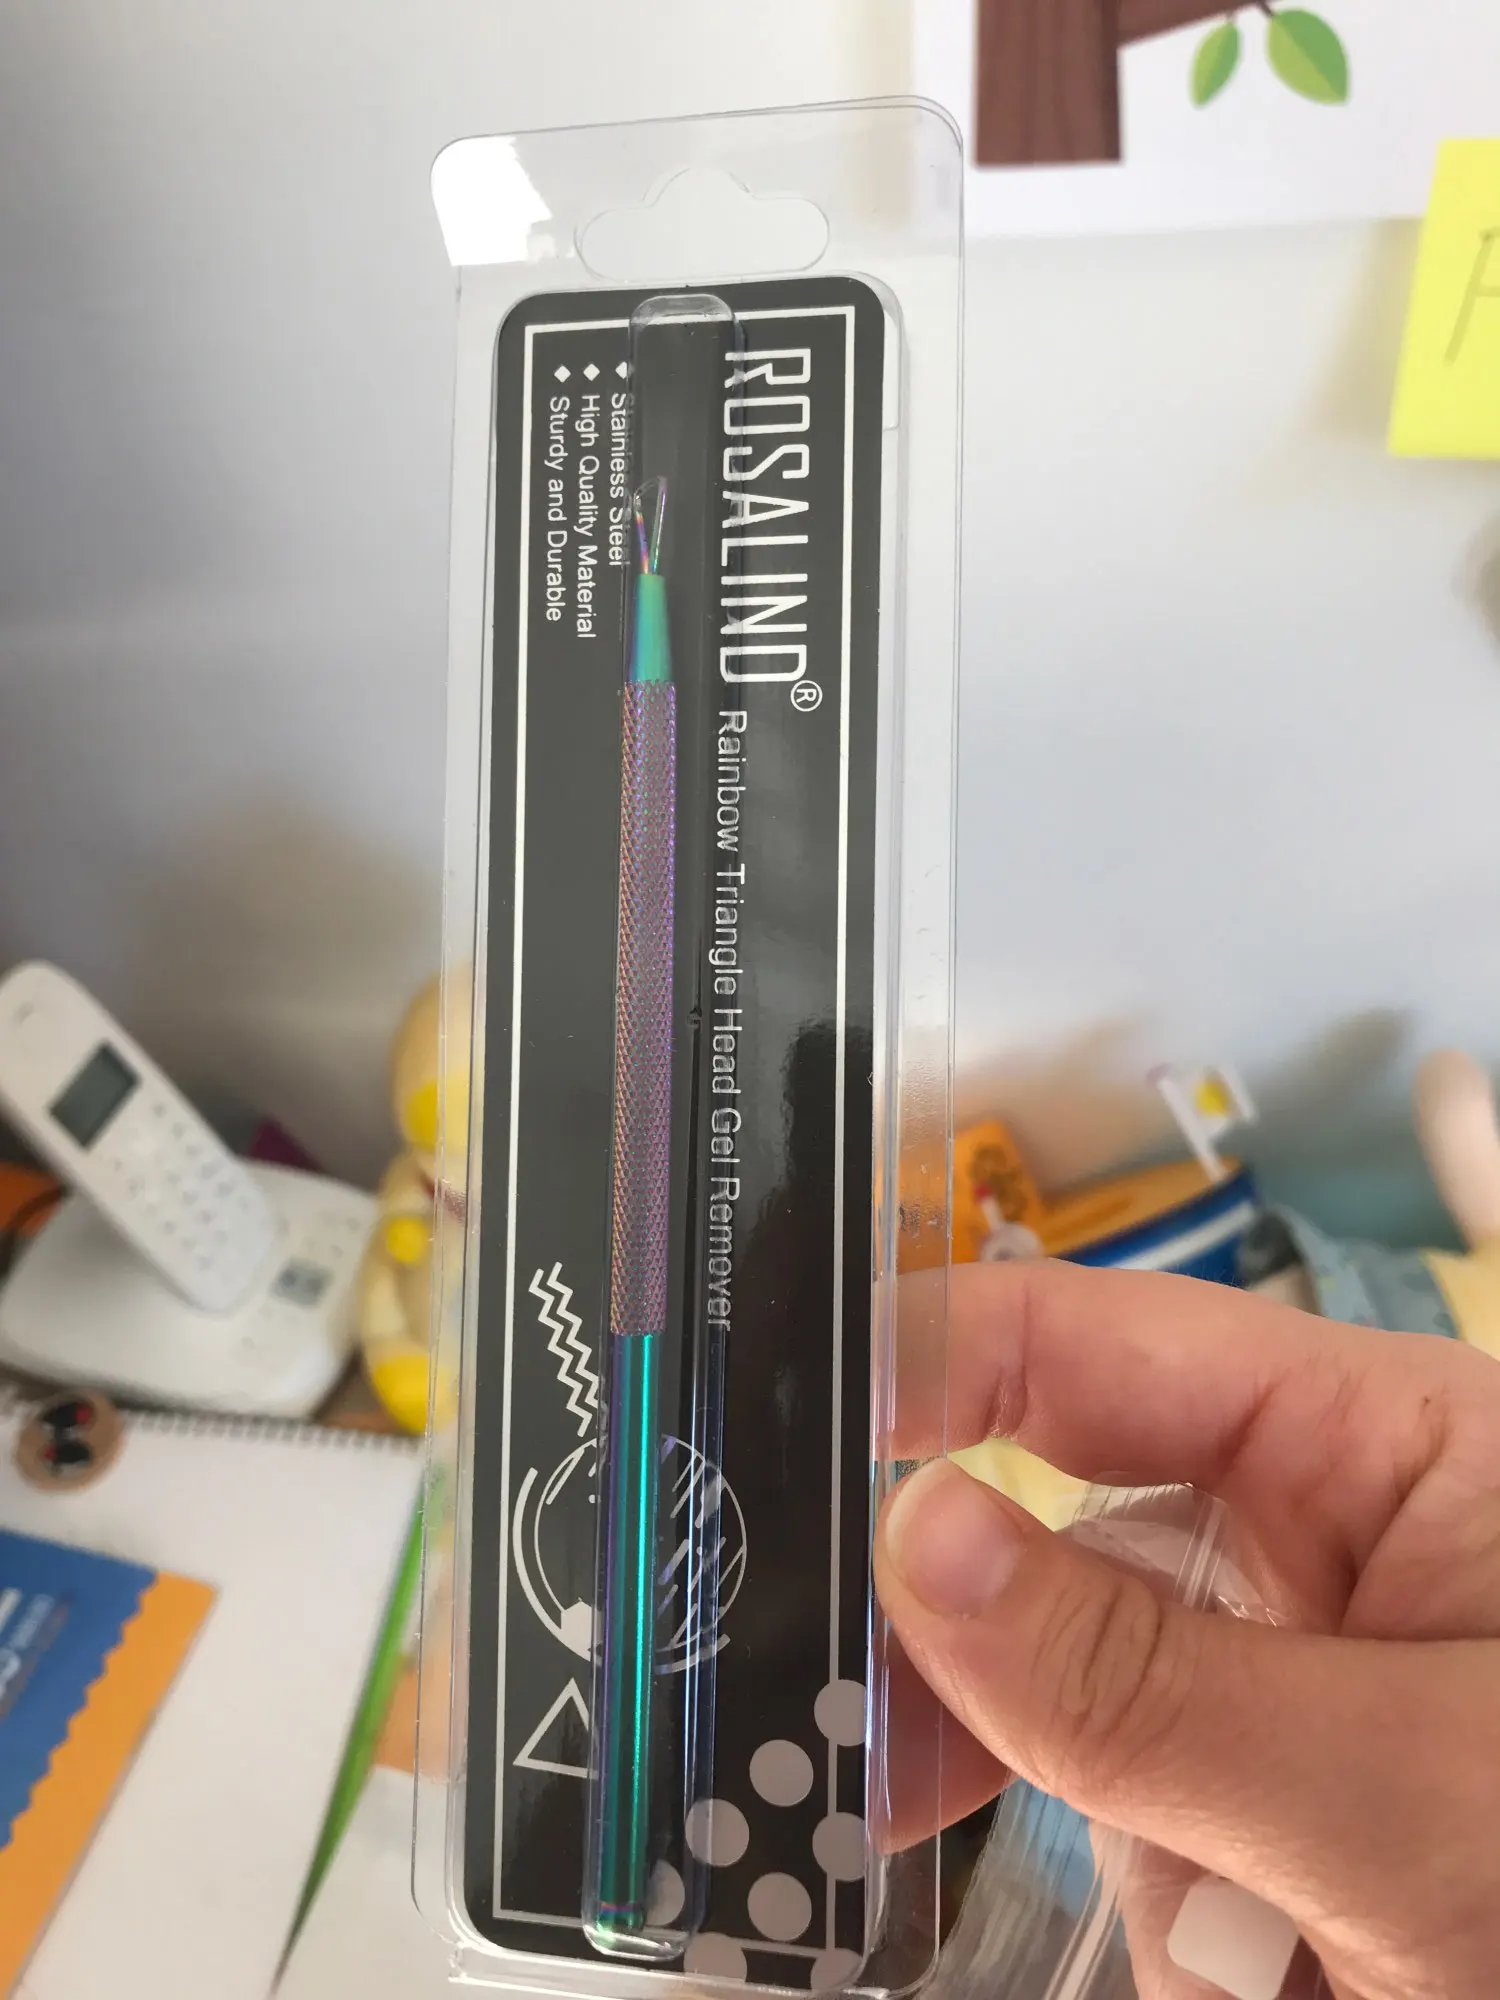 ROSALIND®
Rainbow Triangle Head Gel Remover
◆ Stainless Steel
◆ High Quality Material
◆ Sturdy and Durable